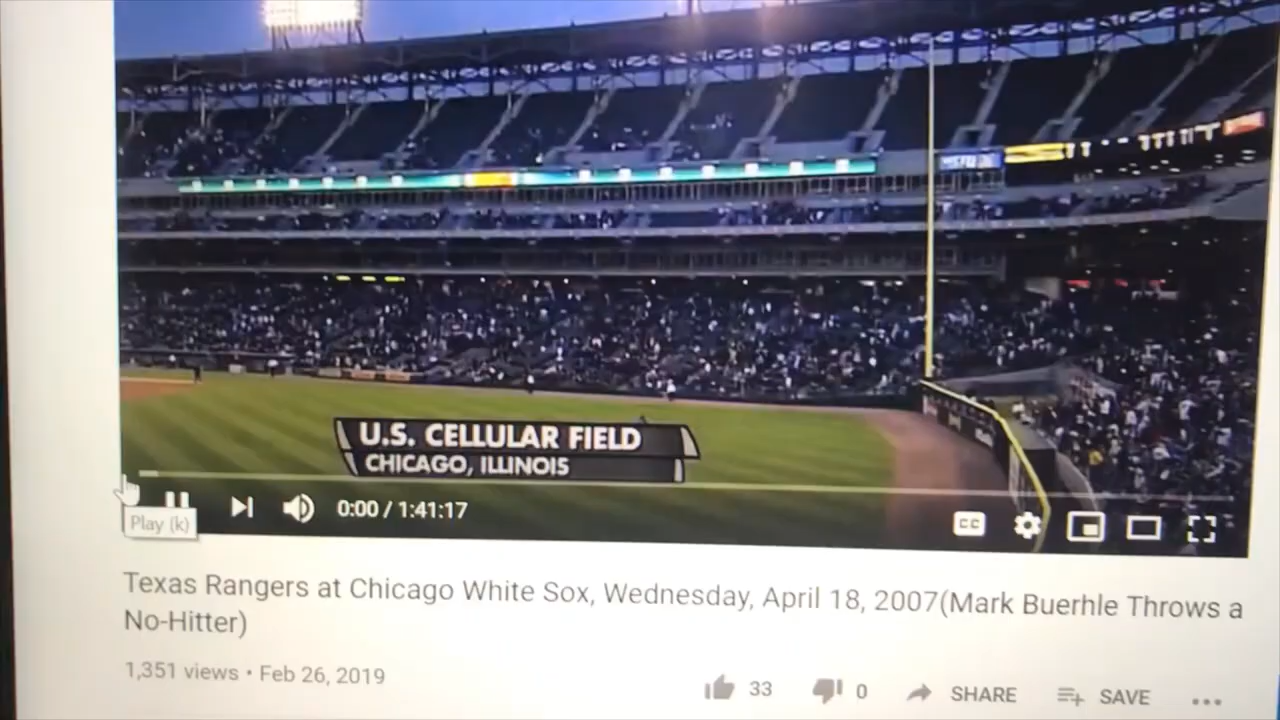 U.S. CELLULAR FIELD
CHICAGO, ILLINOIS
CC
0:00 / 1:41:17
Play (k)
Texas Rangers at Chicago White Sox, Wednesday, April 18, 2007(Mark Buerhle Throws a
No-Hitter)
1,351 views • Feb 26, 2019
33
0
SHARE
SAVE